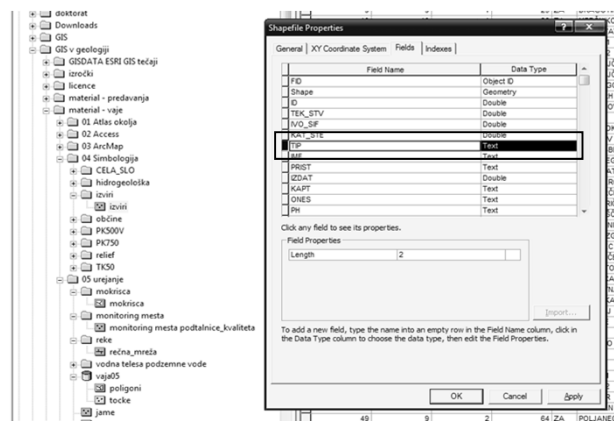 doktorat
Downloads
GIS
GIS v geologiji
GISDATA ESRI GIS tečaji
izročki
licence
material - predavanja
material - vaje
01 Atlas okolja
02 Access
03 ArcMap
04 Simbologija
CELA_SLO
hidrogeološka
izviri
izviri
občine
PK500V
PK750
relief
TK50
05 urejanje
mokrisca
mokrisca
monitoring mesta
monitoring mesta podtalnice_kvaliteta
reke
rečna_mreža
vodna telesa podzemne vode
vaja05
poligoni
tocke
jame
Shapefile Properties
General XY Coordinate System Fields Indexes
Field Name Data Type
FID Object ID
Shape Geometry
ID Double
TEK_STV Double
IVO_SIF Double
KAT_STE Double
TIP Text
IME Text
PRIST Text
IZDAT Double
KAPT Text
ONES Text
PH Text
Click any field to see its properties.
Field Properties
Length 2
Import...
To add a new field, type the name into an empty row in the Field Name column, click in
the Data Type column to choose the data type, then edit the Field Properties.
OK Cancel Apply
49 9 2 64 ZA POLJANEC